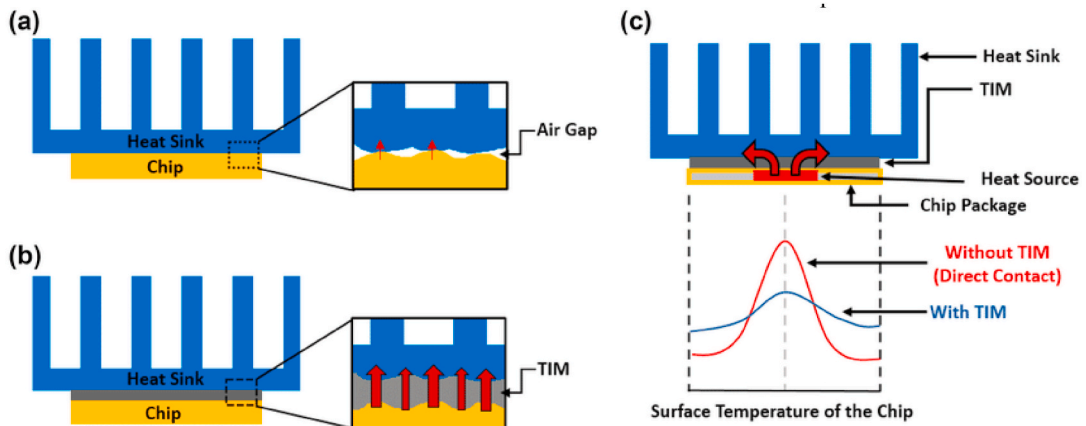 (a)
Heat Sink
Chip
Air Gap
(b)
Heat Sink
Chip
TIM
(c)
Heat Sink
TIM
Heat Source
Chip Package
Without TIM
(Direct Contact)
With TIM
Surface Temperature of the Chip